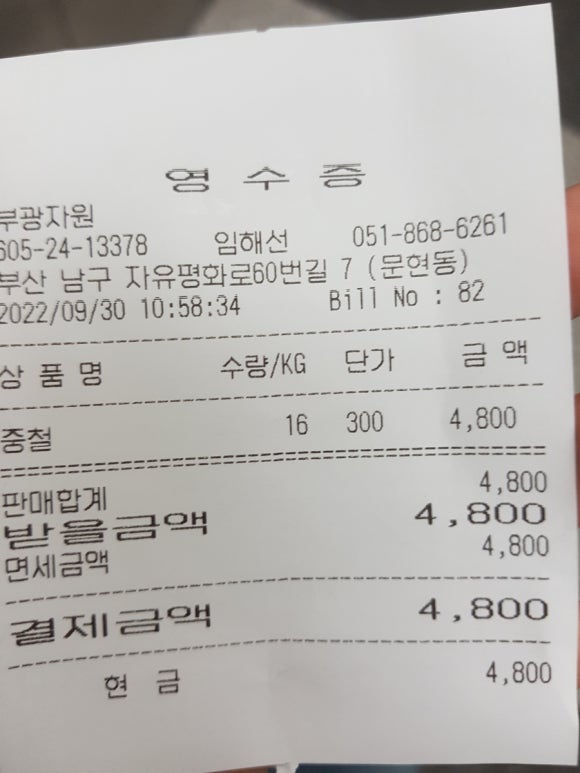 영 수 증
부광자원
605-24-13378 임해선 051-868-6261
부산 남구 자유평화로60번길 7 (문현동)
2022/09/30 10:58:34 Bill No : 82
상 품 명 수량/KG 단가 금 액
중철 16 300 4,800
판매합계 4,800
받을금액 4,800
면세금액 4,800
결제금액 4,800
현 금 4,800